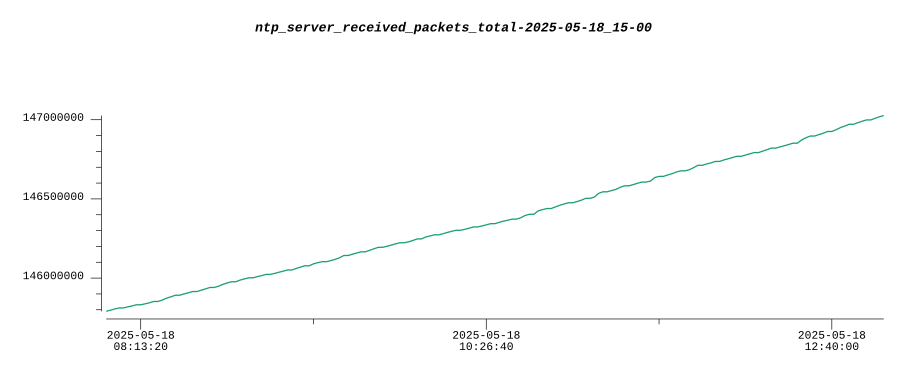 ntp_server_received_packets_total-2025-05-18_15-00
147000000
146500000
146000000
2025-05-18 2025-05-18 2025-05-18
08:13:20 10:26:40 12:40:00